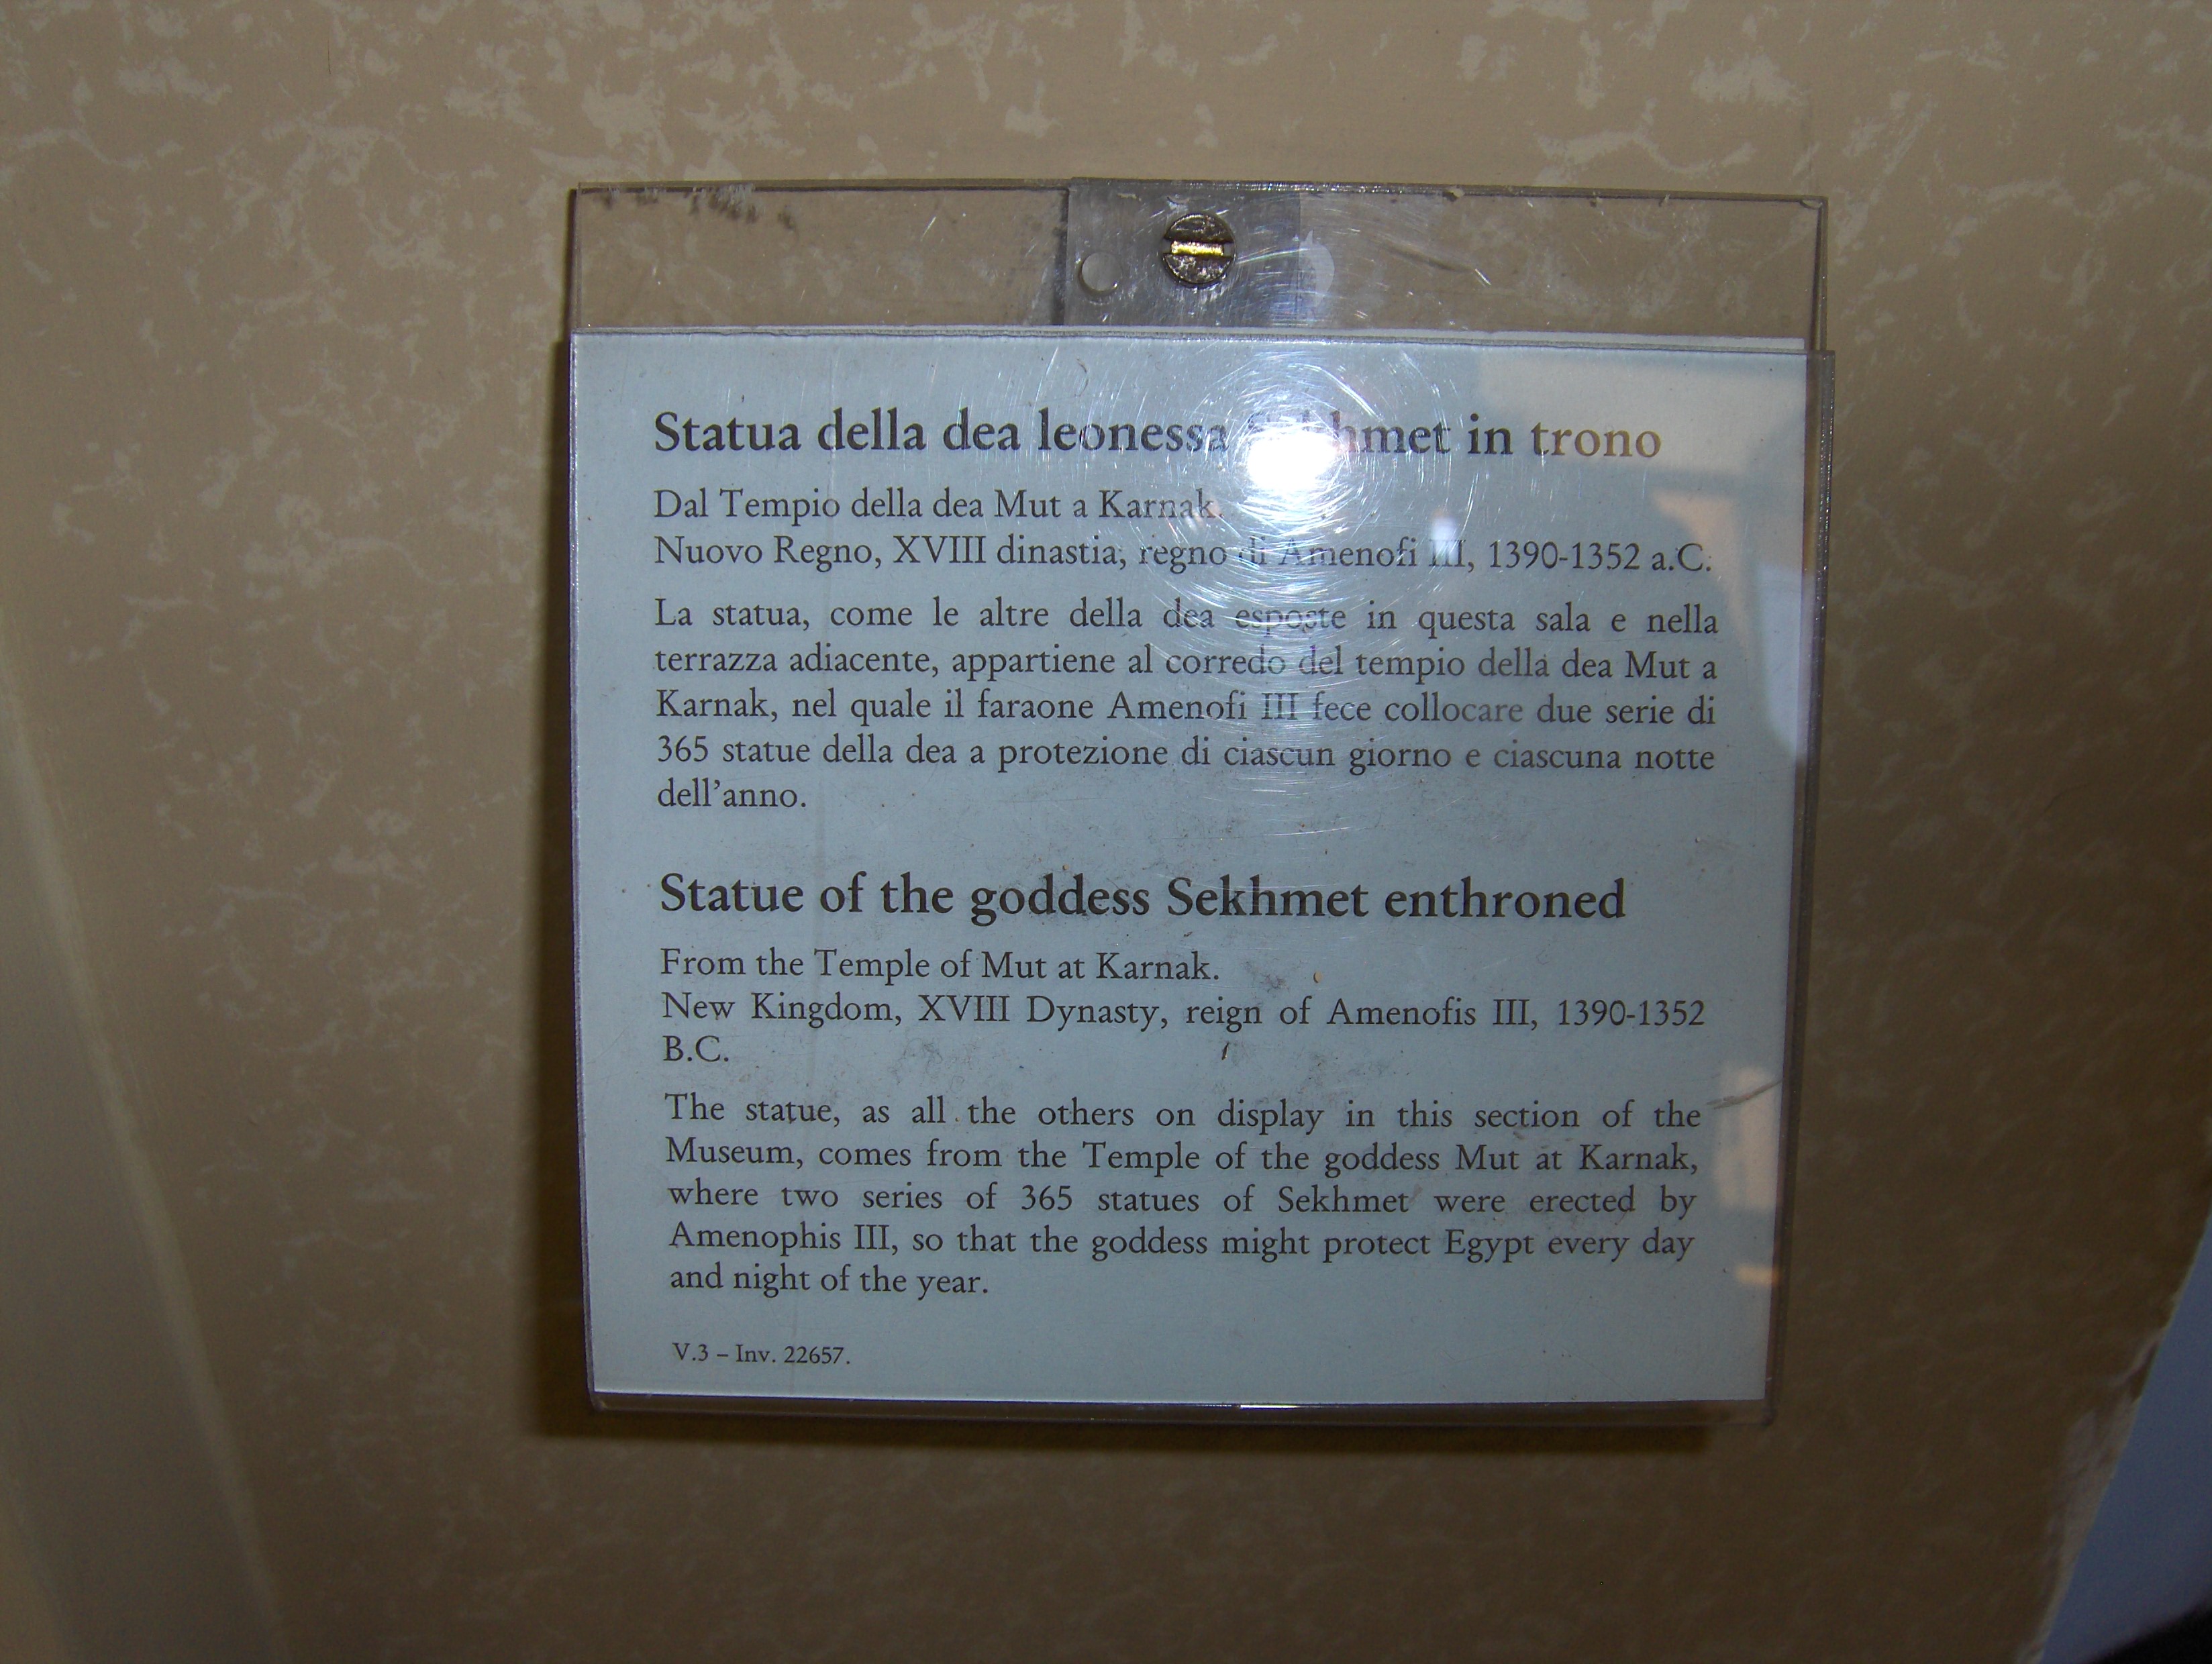 Statua della dea leonessa Sekhmet in trono
Dal Tempio della dea Mut a Karnak.
Nuovo Regno, XVIII dinastia, regno di Amenofi III, 1390-1352 a.C.
La statua, come le altre della dea esposte in questa sala e nella
terrazza adiacente, appartiene al corredo del tempio della dea Mut a
Karnak, nel quale il faraone Amenofi III fece collocare due serie di
365 statue della dea a protezione di ciascun giorno e ciascuna notte
dell'anno.
Statue of the goddess Sekhmet enthroned
From the Temple of Mut at Karnak.
New Kingdom, XVIII Dynasty, reign of Amenofis III, 1390-1352
B.C.
The statue, as all the others on display in this section of the
Museum, comes from the Temple of the goddess Mut at Karnak,
where two series of 365 statues of Sekhmet were erected by
Amenophis III, so that the goddess might protect Egypt every day
and night of the year.
V.3 – Inv. 22657.